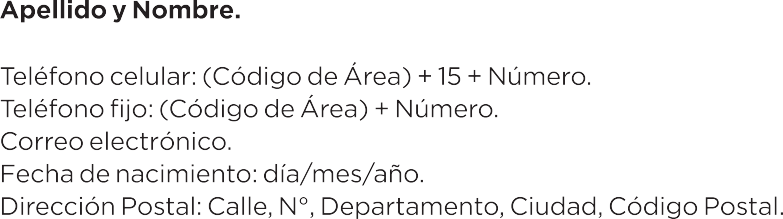 Apellido y Nombre.
Teléfono celular: (Código de Área) + 15 + Número.
Teléfono fijo: (Código de Área) + Número.
Correo electrónico.
Fecha de nacimiento: día/mes/año.
Dirección Postal: Calle, N°, Departamento, Ciudad, Código Postal.